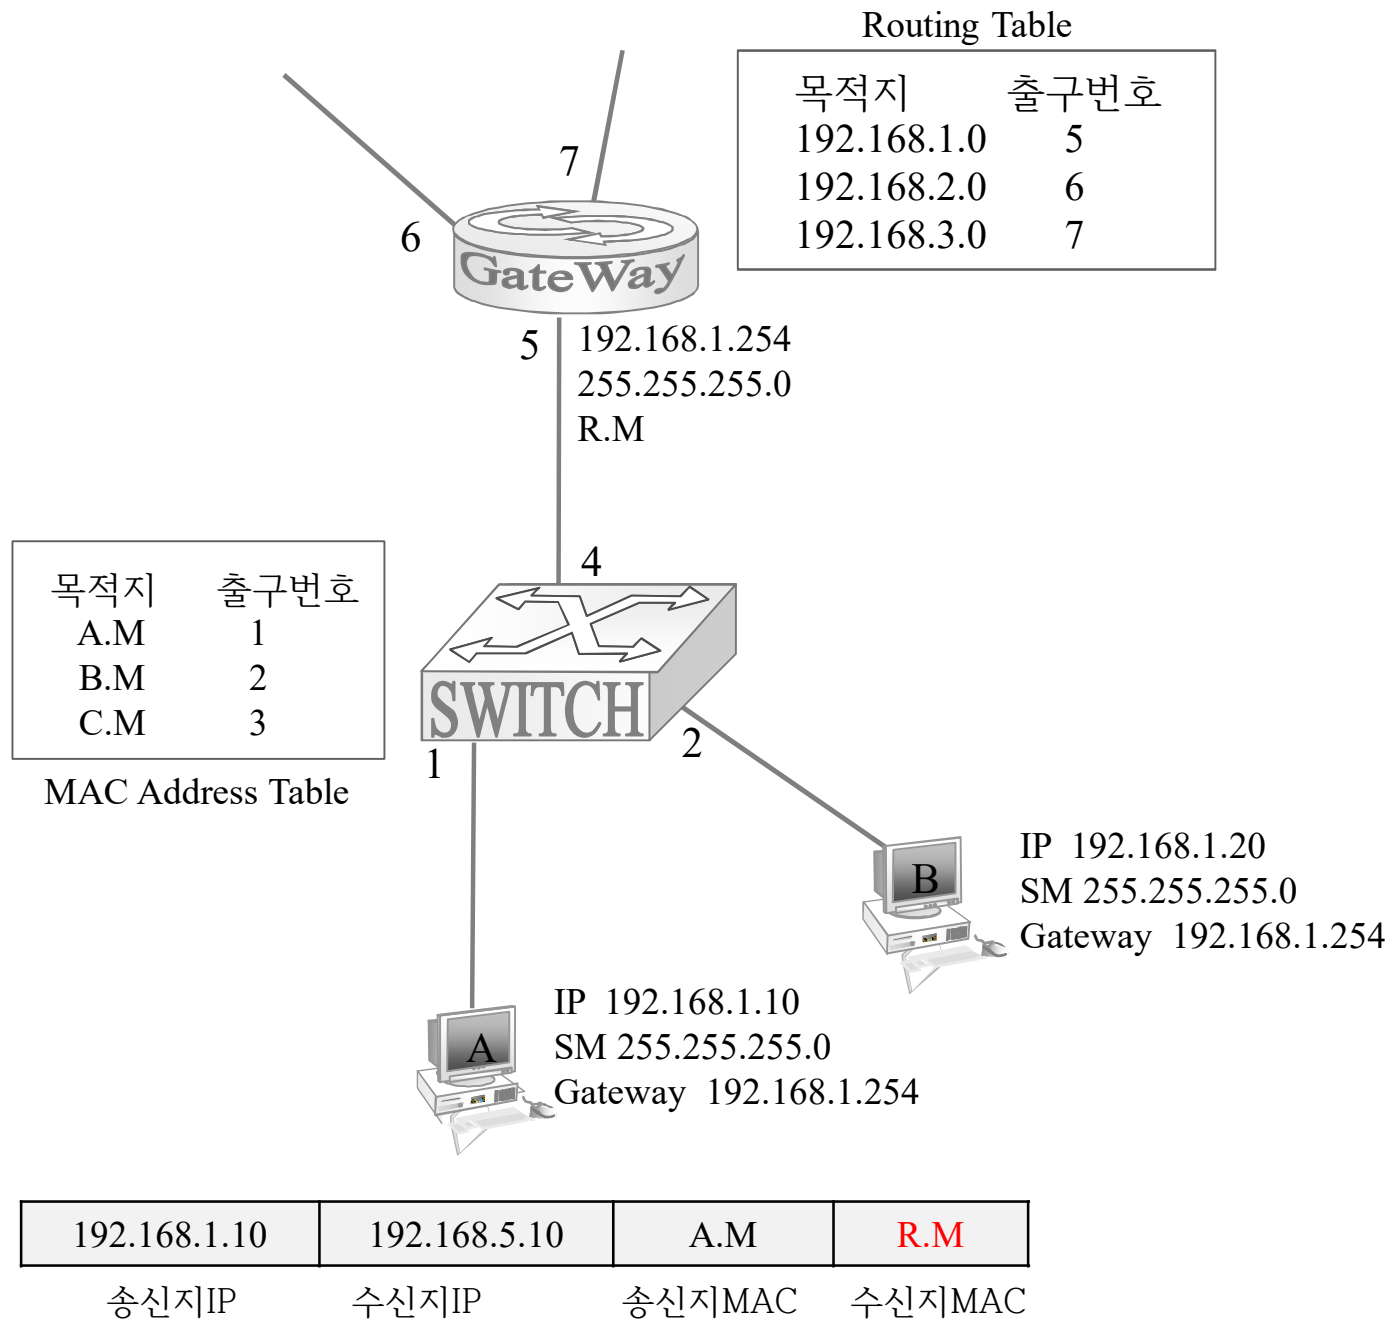 Routing Table
목적지 출구번호
192.168.1.0 5
192.168.2.0 6
192.168.3.0 7
7
6
GateWay
5
192.168.1.254
255.255.255.0
R.M
4
목적지 출구번호
A.M 1
B.M 2
C.M 3
MAC Address Table
SWITCH
1
2
B
IP 192.168.1.20
SM 255.255.255.0
Gateway 192.168.1.254
A
IP 192.168.1.10
SM 255.255.255.0
Gateway 192.168.1.254
192.168.1.10 192.168.5.10 A.M R.M
송신지IP 수신지IP 송신지MAC 수신지MAC